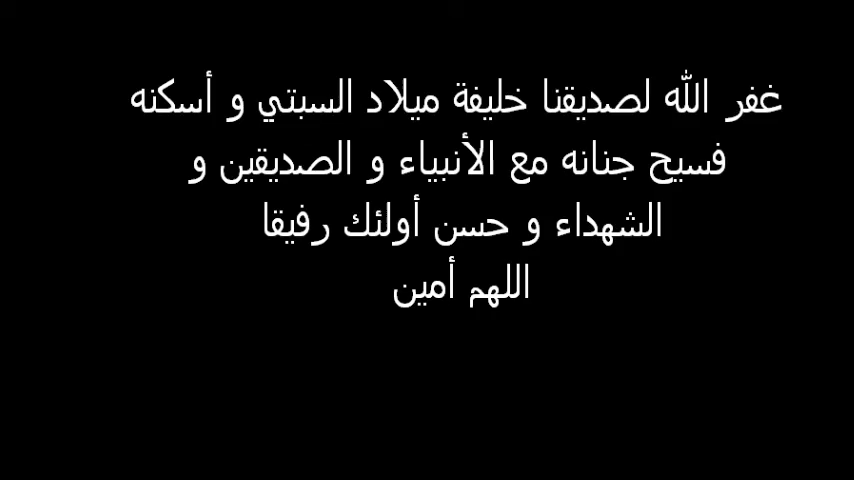 غفر الله لصديقنا خليفة ميلاد السبتي و أسكنه
فسيح جنانه مع الأنبياء و الصديقين و
الشهداء و حسن أولئك رفيقا
اللهم أمين